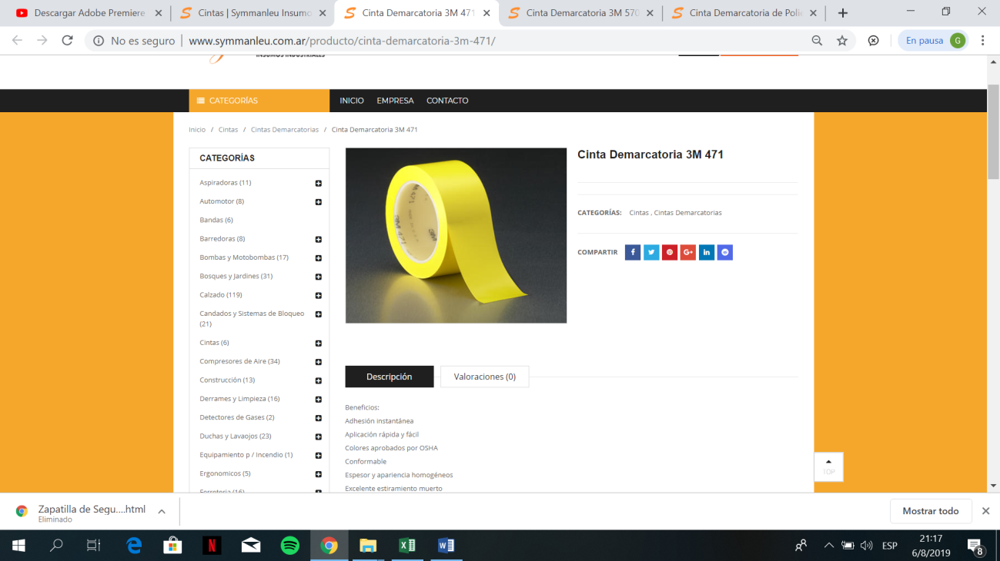 Descargar Adobe Premiere
Cintas | Symmanleu Insumo
Cinta Demarcatoria 3M 471
Cinta Demarcatoria 3M 570
Cinta Demarcatoria de Polie
No es seguro | www.symmanleu.com.ar/producto/cinta-demarcatoria-3m-471/
En pausa G
INSUMOS INDUSTRIALES
CATEGORÍAS INICIO EMPRESA CONTACTO
Inicio / Cintas / Cintas Demarcatorias / Cinta Demarcatoria 3M 471
CATEGORÍAS
Aspiradoras (11)
Automotor (8)
Bandas (6)
Barredoras (8)
Bombas y Motobombas (17)
Bosques y Jardines (31)
Calzado (119)
Candados y Sistemas de Bloqueo
(21)
Cintas (6)
Compresores de Aire (34)
Construcción (13)
Derrames y Limpieza (16)
Detectores de Gases (2)
Duchas y Lavaojos (23)
Equipamiento p / Incendio (1)
Ergonomicos (5)
Ferreteria (16)
Cinta Demarcatoria 3M 471
CATEGORÍAS: Cintas , Cintas Demarcatorias
COMPARTIR
Descripción
Valoraciones (0)
Beneficios:
Adhesión instantánea
Aplicación rápida y fácil
Colores aprobados por OSHA
Conformable
Espesor y apariencia homogéneos
Excelente estiramiento muerto
TOP
Zapatilla de Segu....html
Eliminado
Mostrar todo
ESP
21:17
6/8/2019
8